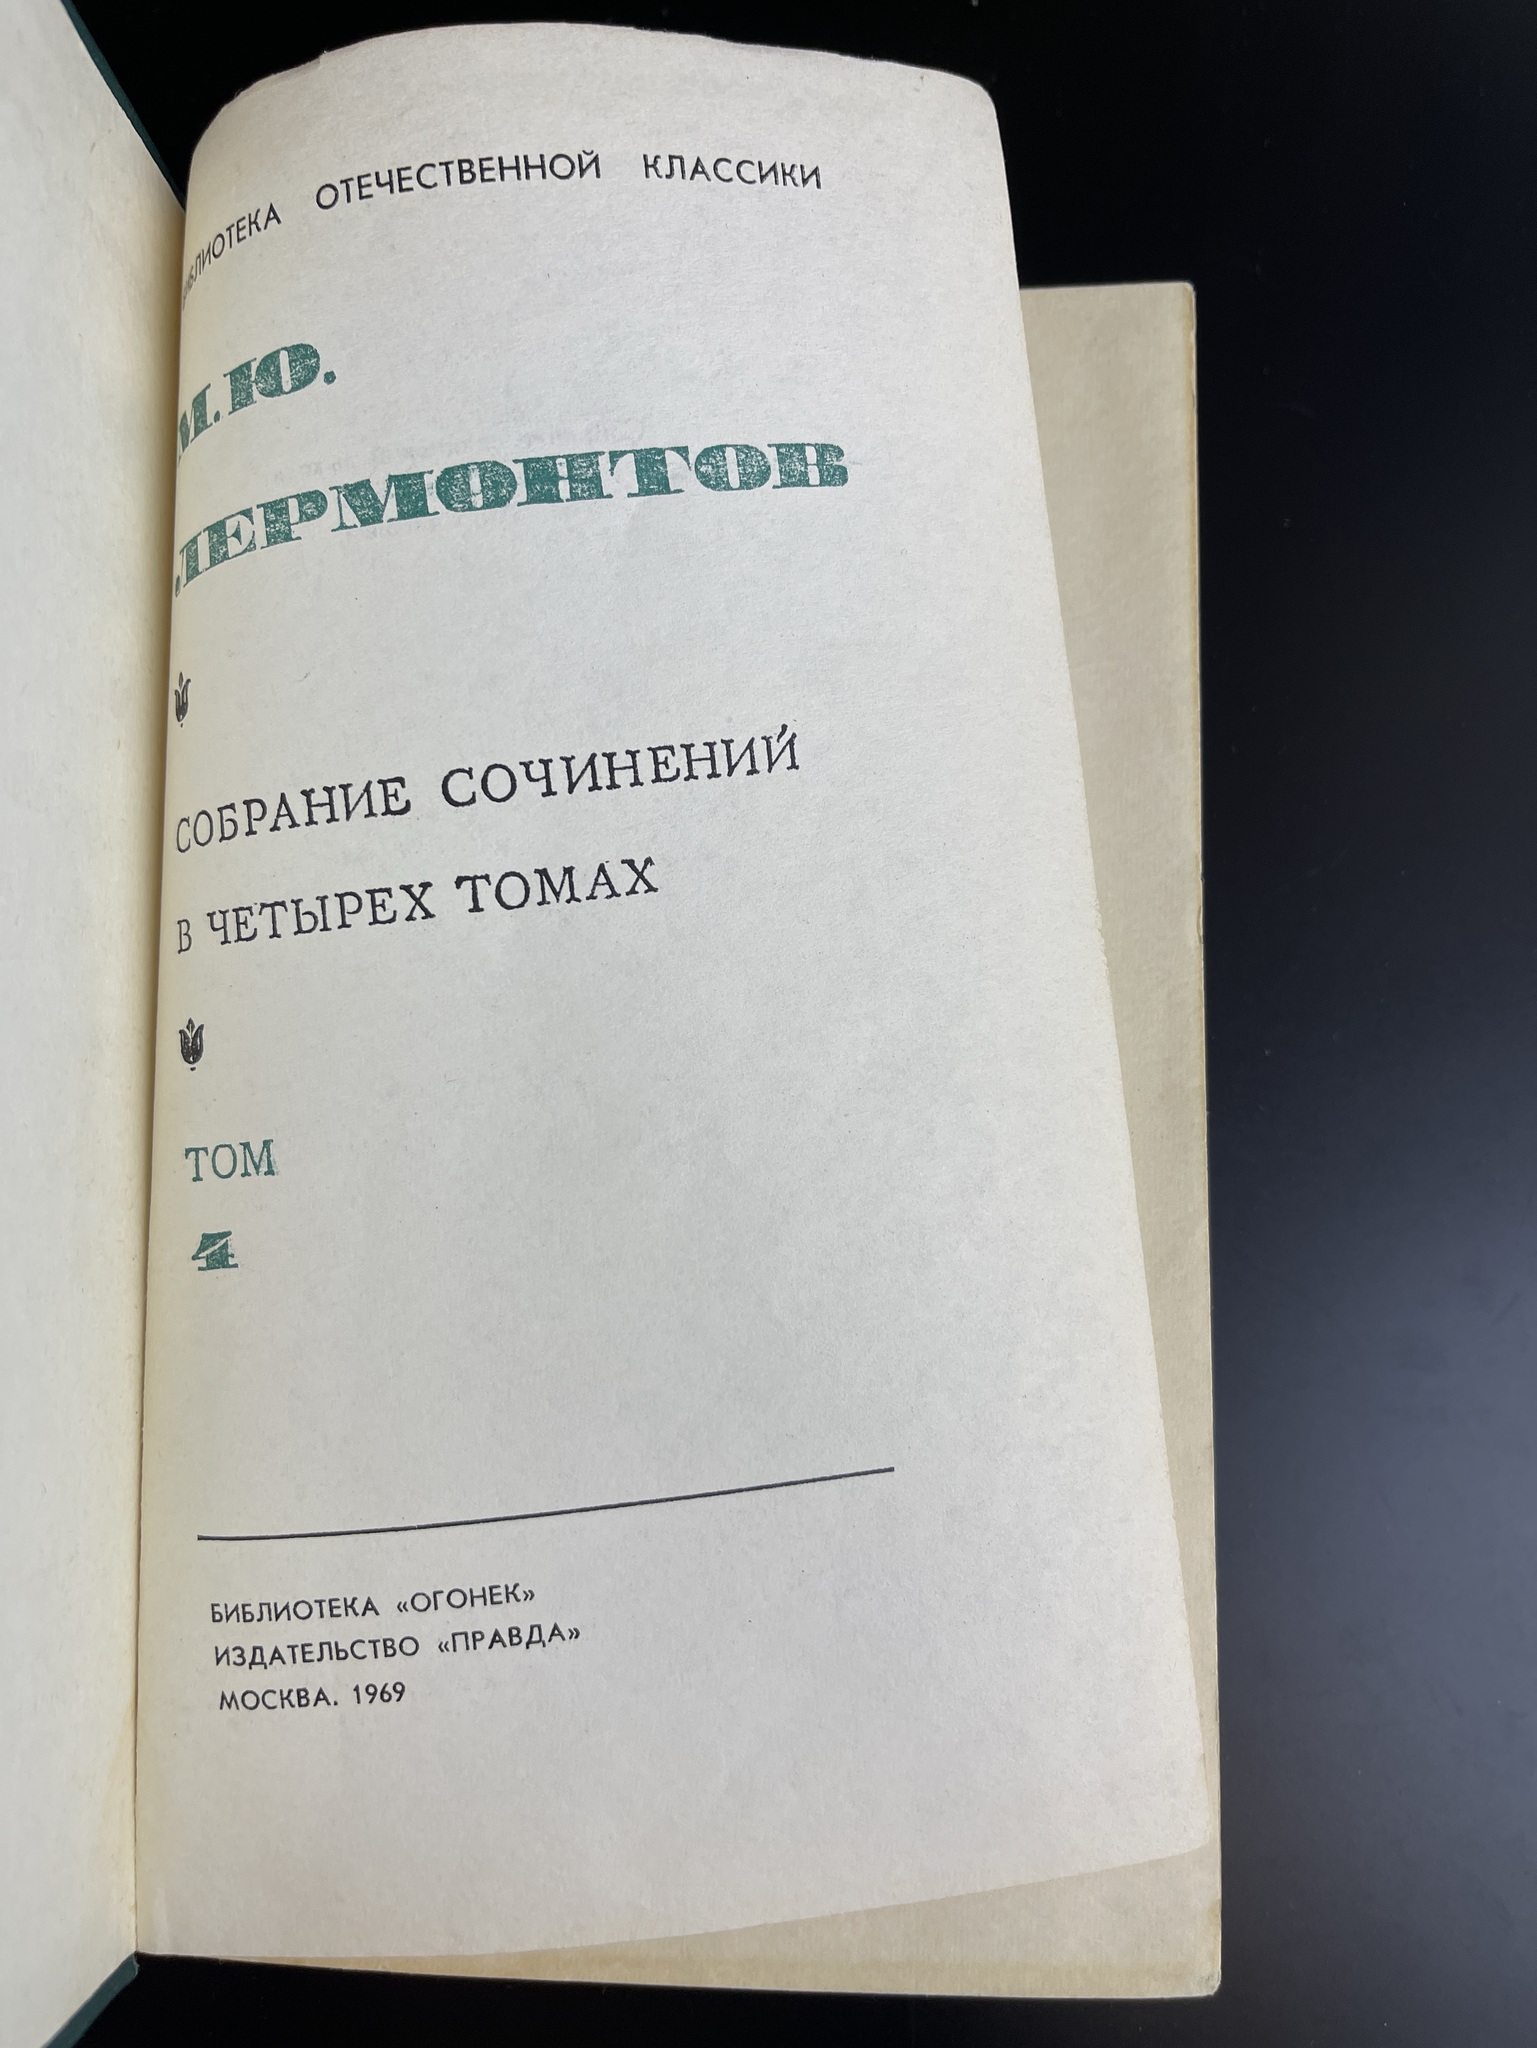 БИБЛИОТЕКА ОТЕЧЕСТВЕННОЙ КЛАССИКИ
М. Ю.
ЛЕРМОНТОВ
СОБРАНИЕ СОЧИНЕНИЙ
В ЧЕТЫРЕХ ТОМАХ
ТОМ
4
БИБЛИОТЕКА «ОГОНЕК»
ИЗДАТЕЛЬСТВО «ПРАВДА»
МОСКВА. 1969